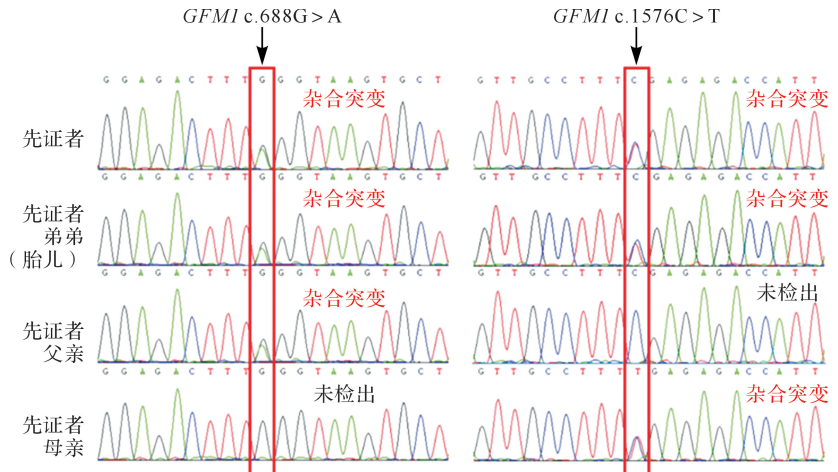 GFM1 c.688G>A
GFM1 c.1576C>T
G G A G A C T T T G G G T A A G T G C T
G T T G C C T T T C G A G A G A C C A T T
先证者
杂合突变
杂合突变
G G A G A C T T T G G G T A A G T G C T
G T T G C C T T T C G A G A G A C C A T T
先证者
弟弟
（胎儿）
杂合突变
杂合突变
G G A G A C T T T G G G T A A G T G C T
G T T G C C T T T C G A G A G A C C A T T
先证者
父亲
杂合突变
未检出
G G A G A C T T T G G G T A A G T G C T
G T T G C C T T T T G A G A G A C C A T T
先证者
母亲
未检出
杂合突变